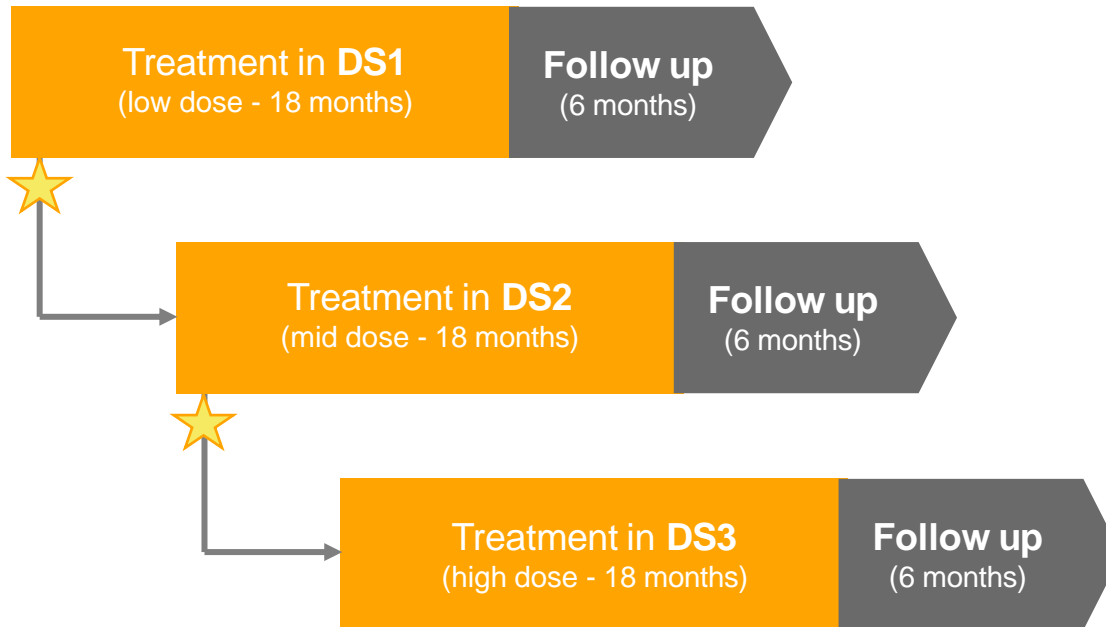 Treatment in DS1
(low dose - 18 months)
Follow up
(6 months)
Treatment in DS2
(mid dose - 18 months)
Follow up
(6 months)
Treatment in DS3
(high dose - 18 months)
Follow up
(6 months)